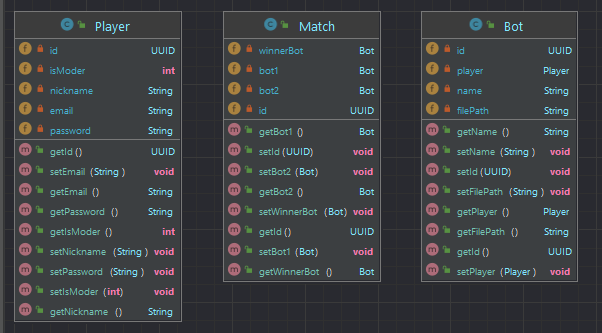 Player
id UUID
isModer int
nickname String
email String
password String
getId () UUID
setEmail (String ) void
getEmail () String
getPassword () String
getIsModer () int
setNickname (String ) void
setPassword (String ) void
setIsModer (int) void
getNickname () String
Match
winnerBot Bot
bot1 Bot
bot2 Bot
id UUID
getBot1 () Bot
setId (UUID) void
setBot2 (Bot) void
getBot2 () Bot
setWinnerBot (Bot) void
getId () UUID
setBot1 (Bot) void
getWinnerBot () Bot
Bot
id UUID
player Player
name String
filePath String
getName () String
setName (String ) void
setId (UUID) void
setFilePath (String ) void
getPlayer () Player
getFilePath () String
getId () UUID
setPlayer (Player ) void